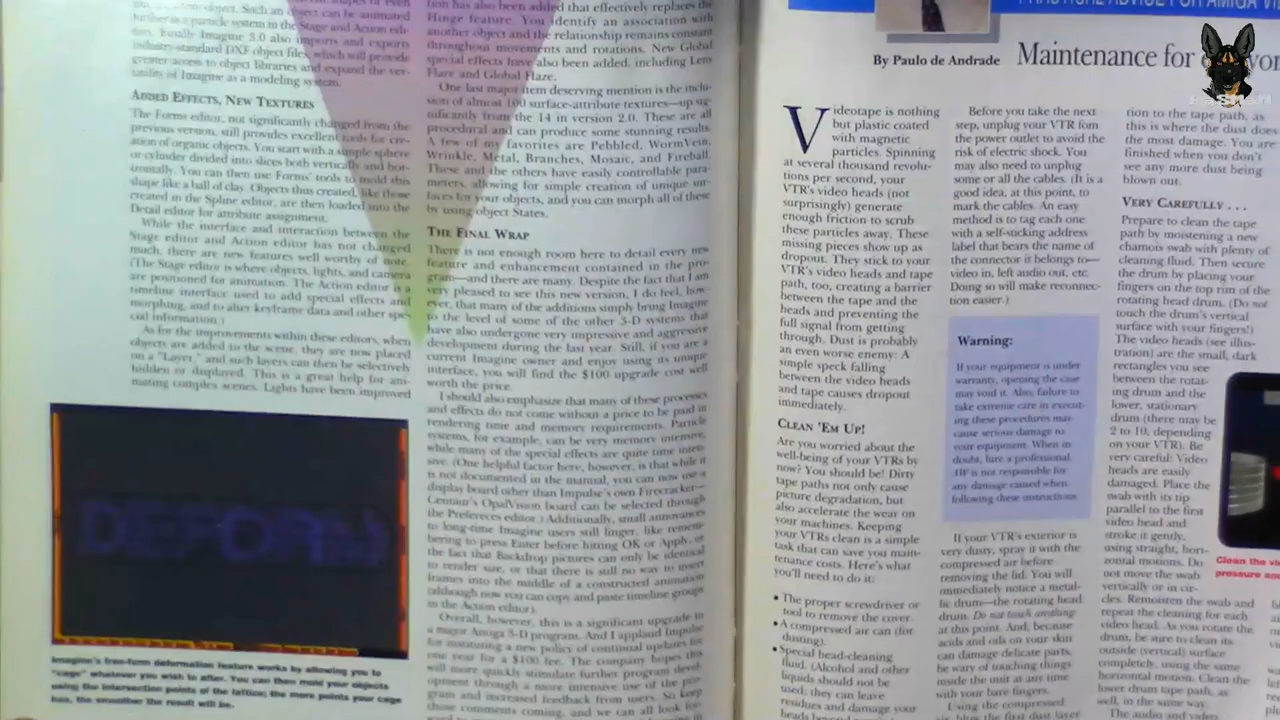 object. Such an object can be animated
further as a particle system in the Stage and Action edi-
tors. Finally Imagine 3.0 also imports and exports
industry-standard DXF object files, which will provide
greater access to object libraries and expand the ver-
satility of Imagine as a modeling system.
ADDED EFFECTS, NEW TEXTURES
The Forms editor, not significantly changed from the
previous version, still provides excellent tools for cre-
ation of organic objects. You start with a simple sphere
or cylinder divided into slices both vertically and hor-
izontally. You can then use Forms' tools to mold this
shape like a ball of clay. Objects thus created, like those
created in the Spline editor, are then loaded into the
Detail editor for attribute assignment.
While the interface and interaction between the
Stage editor and Action editor has not changed
much, there are new features well worthy of note.
(The Stage editor is where objects, lights, and camera
are positioned for animation. The Action editor is a
timeline interface used to add special effects and
morphing, and to alter keyframe data and other spe-
cial information.)
As for the improvements within these editors, when
objects are added to the scene, they are now placed
on a "Layer," and such layers can then be selectively
hidden or displayed. This is a great help for ani-
mating complex scenes. Lights have been improved
DEFORM
Imagine's free-form deformation feature works by allowing you to
"cage" whatever you wish to alter. You can then mold your objects
using the intersection points of the lattice; the more points your cage
has, the smoother the result will be.
tion has also been added that effectively replaces the
Hinge feature. You identify an association with
another object and the relationship remains constant
throughout movements and rotations. New Global
special effects have also been added, including Lens
Flare and Global Haze.
One last major item deserving mention is the inclu-
sion of almost 100 surface-attribute textures—up sig-
nificantly from the 14 in version 2.0. These are all
procedural and can produce some stunning results.
A few of my favorites are Pebbled, WormVein,
Wrinkle, Metal, Branches, Mosaic, and Fireball.
These and the others have easily controllable para-
meters, allowing for simple creation of unique sur-
faces for your objects, and you can morph all of these
by using object States.
THE FINAL WRAP
There is not enough room here to detail every new
feature and enhancement contained in the pro-
gram—and there are many. Despite the fact that I am
very pleased to see this new version, I do feel, how-
ever, that many of the additions simply bring Imagine
to the level of some of the other 3-D systems that
have also undergone very impressive and aggressive
development during the last year. Still, if you are a
current Imagine owner and enjoy using its unique
interface, you will find the $100 upgrade cost well
worth the price.
I should also emphasize that many of these processes
and effects do not come without a price to be paid in
rendering time and memory requirements. Particle
systems, for example, can be very memory intensive,
while many of the special effects are quite time inten-
sive. (One helpful factor here, however, is that while it
is not documented in the manual, you can now use a
display board other than Impulse's own Firecracker—
Centaur's OpalVision board can be selected through
the Prefereces editor.) Additionally, small annoyances
to long-time Imagine users still linger, like remem-
bering to press Enter before hitting OK or Apply, or
the fact that Backdrop pictures can only be identical
to render size, or that there is still no way to insert
frames into the middle of a constructed animation
(although now you can copy and paste timeline groups
in the Action editor).
Overall, however, this is a significant upgrade to
a major Amiga 3-D program. And I applaud Impulse
for instituting a new policy of continual updates for
one year for a $100 fee. The company hopes this
will more quickly stimulate further program devel-
opment through a more intensive use of the pro-
gram and increased feedback from users. So keep
those comments coming, and we can all look for-
PRACTICAL ADVICE FOR AMIGA VI
By Paulo de Andrade
Maintenance for
Videotape is nothing
but plastic coated
with magnetic
particles. Spinning
at several thousand revolu-
tions per second, your
VTR's video heads (not
surprisingly) generate
enough friction to scrub
these particles away. These
missing pieces show up as
dropout. They stick to your
VTR's video heads and tape
path, too, creating a barrier
between the tape and the
heads and preventing the
full signal from getting
through. Dust is probably
an even worse enemy: A
simple speck falling
between the video heads
and tape causes dropout
immediately.
CLEAN 'EM UP!
Are you worried about the
well-being of your VTRs by
now? You should be! Dirty
tape paths not only cause
picture degradation, but
also accelerate the wear on
your machines. Keeping
your VTRs clean is a simple
task that can save you main-
tenance costs. Here's what
you'll need to do it:
• The proper screwdriver or
tool to remove the cover.
• A compressed air can (for
dusting).
• Special head-cleaning
fluid. (Alcohol and other
liquids should not be
used; they can leave
residues and damage your
heads
Before you take the next
step, unplug your VTR fom
the power outlet to avoid the
risk of electric shock. You
may also need to unplug
some or all the cables. (It is a
good idea, at this point, to
mark the cables. An easy
method is to tag each one
with a self-sticking address
label that bears the name of
the connector it belongs to—
video in, left audio out, etc.
Doing so will make reconnec-
tion easier.)
Warning:
If your equipment is under
warranty, opening the case
may void it. Also, failure to
take extreme care in execut-
ing these procedures may
cause serious damage to
your equipment. When in
doubt, hire a professional.
AW is not responsible for
any damage caused when
following these instructions.
If your VTR's exterior is
very dusty, spray it with the
compressed air before
removing the lid. You will
immediately notice a metal-
lic drum—the rotating head
drum. Do not touch anything
at this point. And, because
acids and oils on your skin
can damage delicate parts,
be wary of touching things
inside the unit at any time
with your bare fingers.
Using the compressed
air, blow the first dust layer
tion to the tape path, as
this is where the dust does
the most damage. You are
finished when you don't
see any more dust being
blown out.
VERY CAREFULLY . . .
Prepare to clean the tape
path by moistening a new
chamois swab with plenty of
cleaning fluid. Then secure
the drum by placing your
fingers on the top rim of the
rotating head drum. (Do not
touch the drum's vertical
surface with your fingers!)
The video heads (see illus-
tration) are the small, dark
rectangles you see
between the rotat-
ing drum and the
lower, stationary
drum (there may be
2 to 10, depending
on your VTR). Be
very careful: Video
heads are easily
damaged. Place the
swab with its tip
parallel to the first
video head and
stroke it gently,
using straight, hori-
zontal motions. Do
not move the swab
vertically or in cir-
cles. Remoisten the swab and
repeat the cleaning for each
video head. As you rotate the
drum, be sure to clean its
outside (vertical) surface
completely, using the same
horizontal motion. Clean the
lower drum tape path, as
well, in the same way.
The audio and
Clean the vi
pressure and